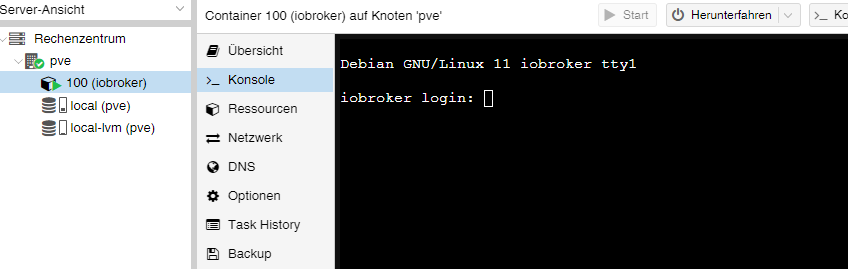 Server-Ansicht
Rechenzentrum
pve
100 (iobroker)
local (pve)
local-lvm (pve)
Container 100 (iobroker) auf Knoten 'pve'
Start
Herunterfahren
>_ Ko
Übersicht
>_ Konsole
Ressourcen
Netzwerk
DNS
Optionen
Task History
Backup
Debian GNU/Linux 11 iobroker tty1
iobroker login: